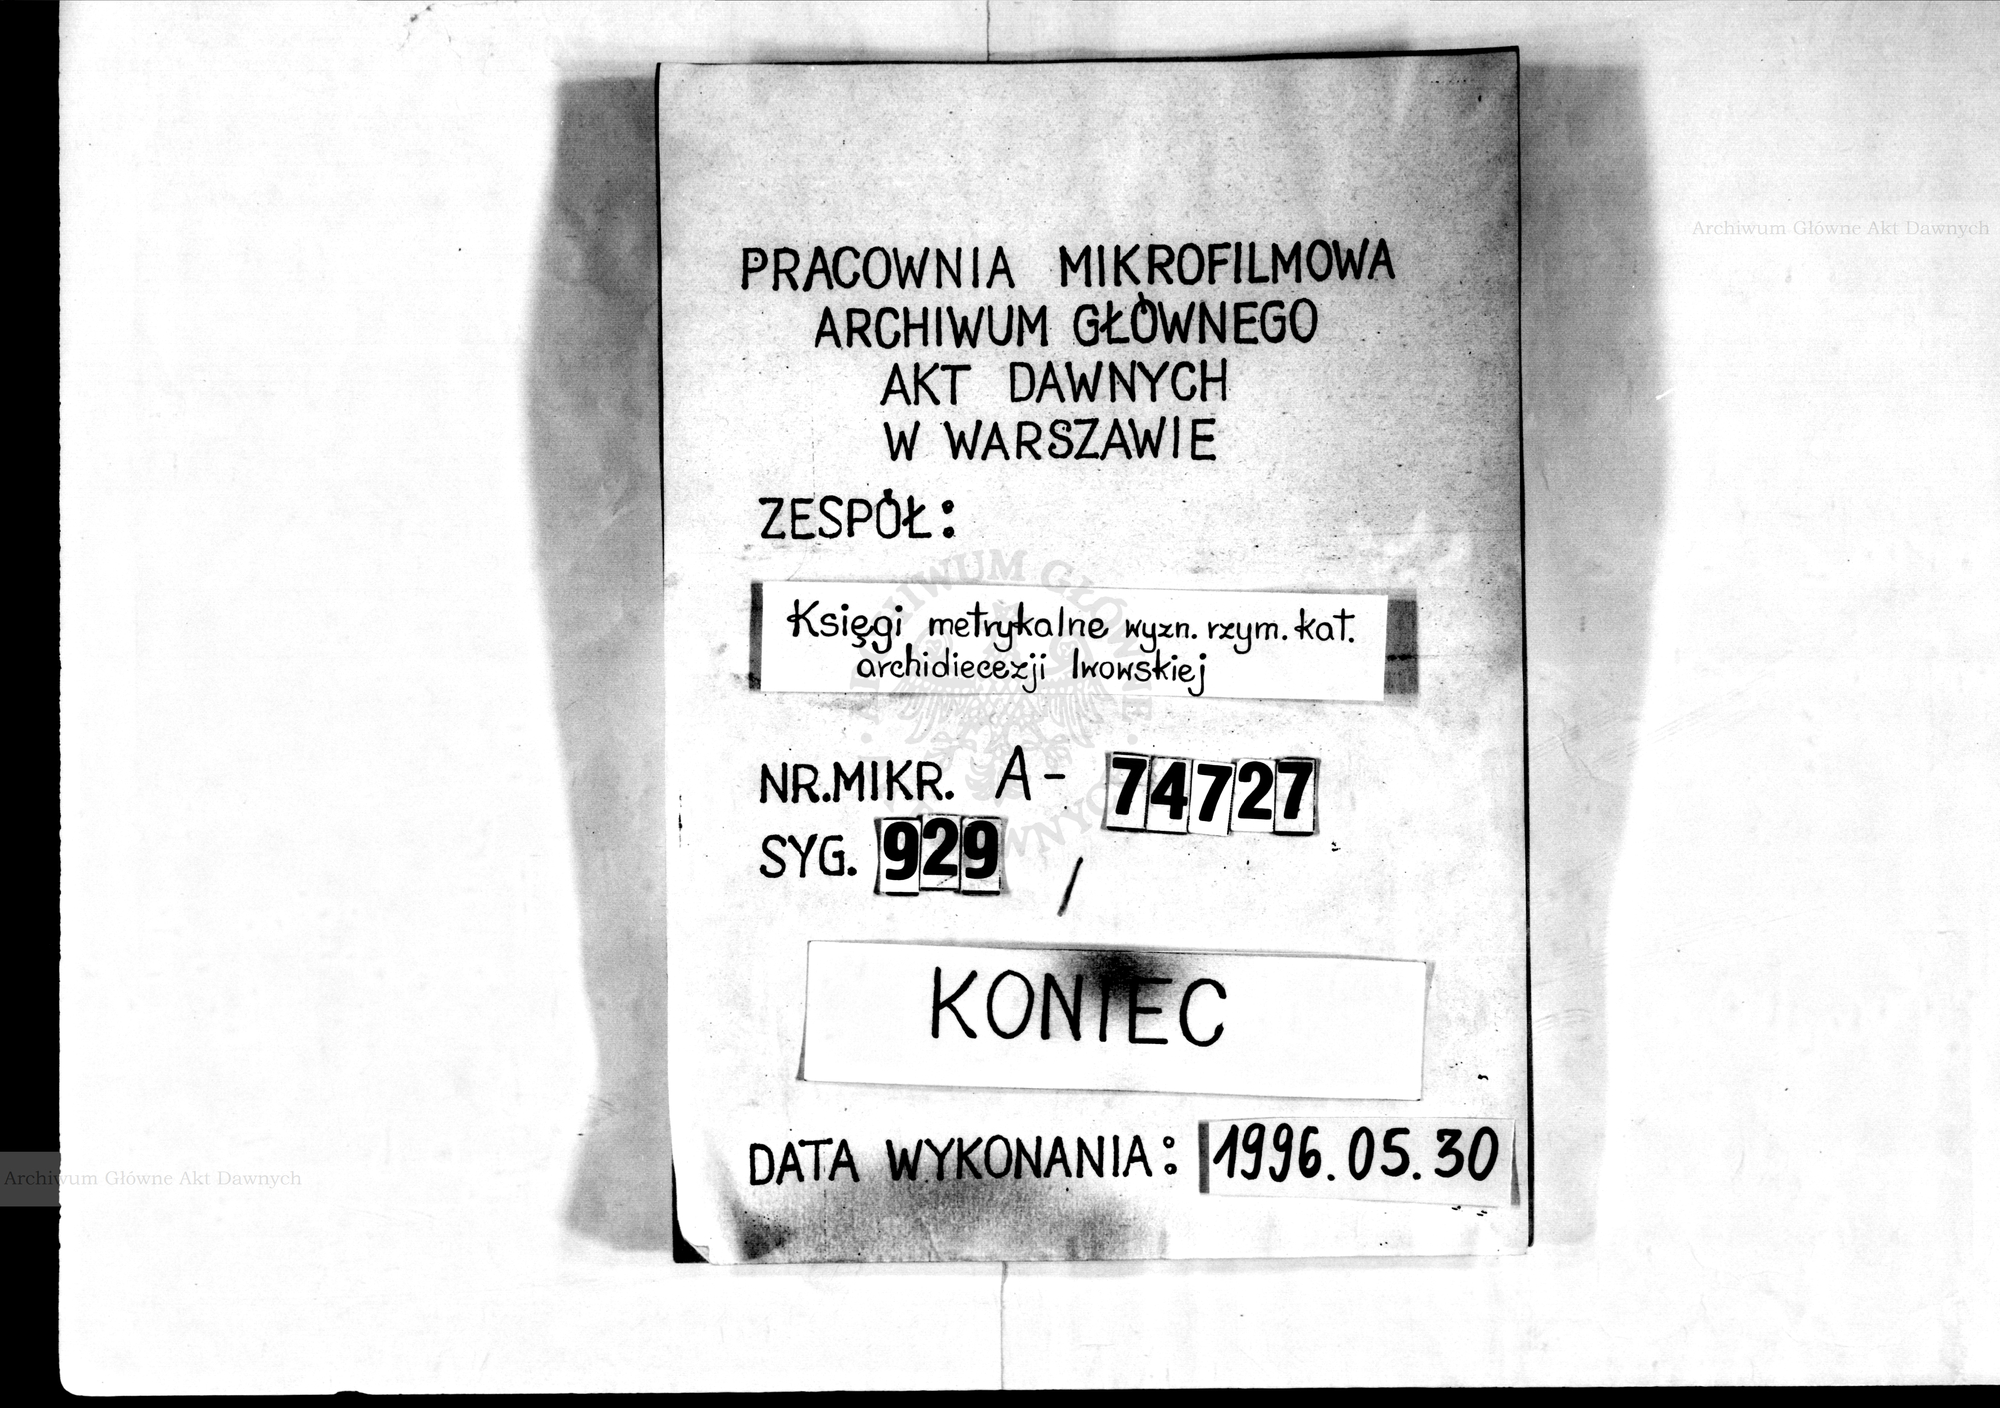 PRACOWNIA MIKROFILMOWA
ARCHIWUM GŁÓWNEGO
AKT DAWNYCH
W WARSZAWIE
ZESPÓŁ:
Księgi metrykalne wyzn. rzym. kat.
archidiecezji lwowskiej
NR. MIKR. A- 74727
SYG. 929 /
KONIEC
DATA WYKONANIA: 1996.05.30
Archiwum Główne Akt Dawnych
Archiwum Główne Akt Dawnych